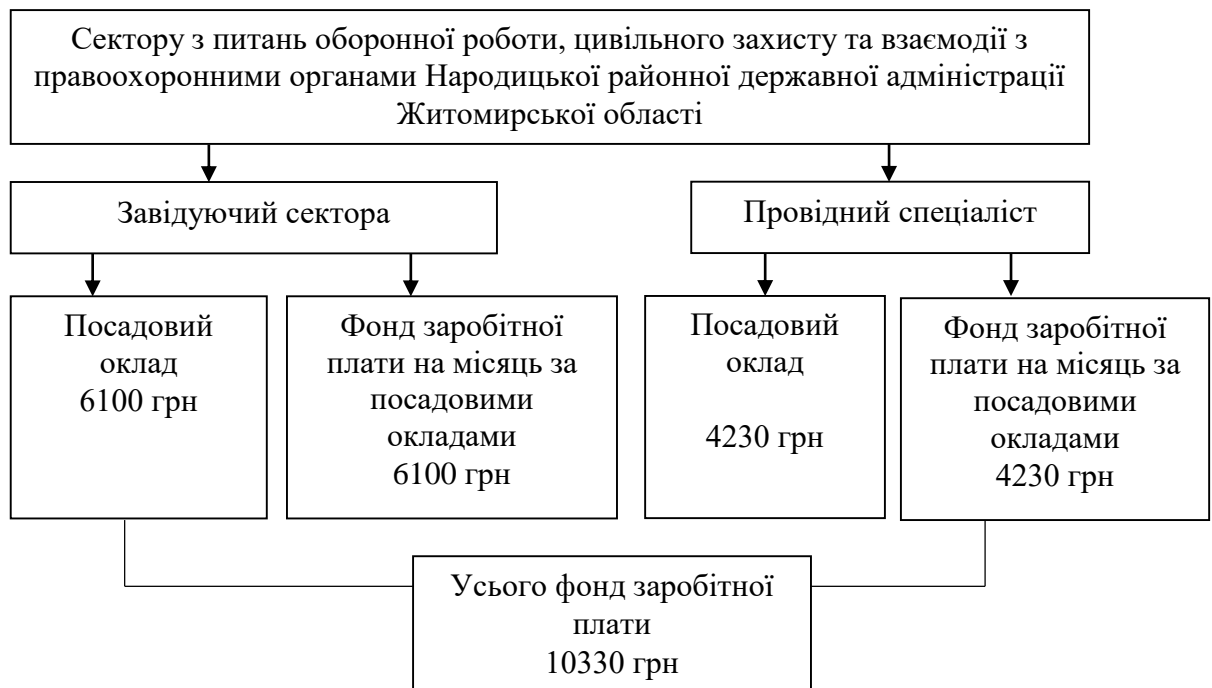 Сектору з питань оборонної роботи, цивільного захисту та взаємодії з
правоохоронними органами Народицької районної державної адміністрації
Житомирської області
Завідуючий сектора
Провідний спеціаліст
Посадовий
оклад
6100 грн
Фонд заробітної
плати на місяць за
посадовими
окладами
6100 грн
Посадовий
оклад
4230 грн
Фонд заробітної
плати на місяць за
посадовими
окладами
4230 грн
Усього фонд заробітної
плати
10330 грн